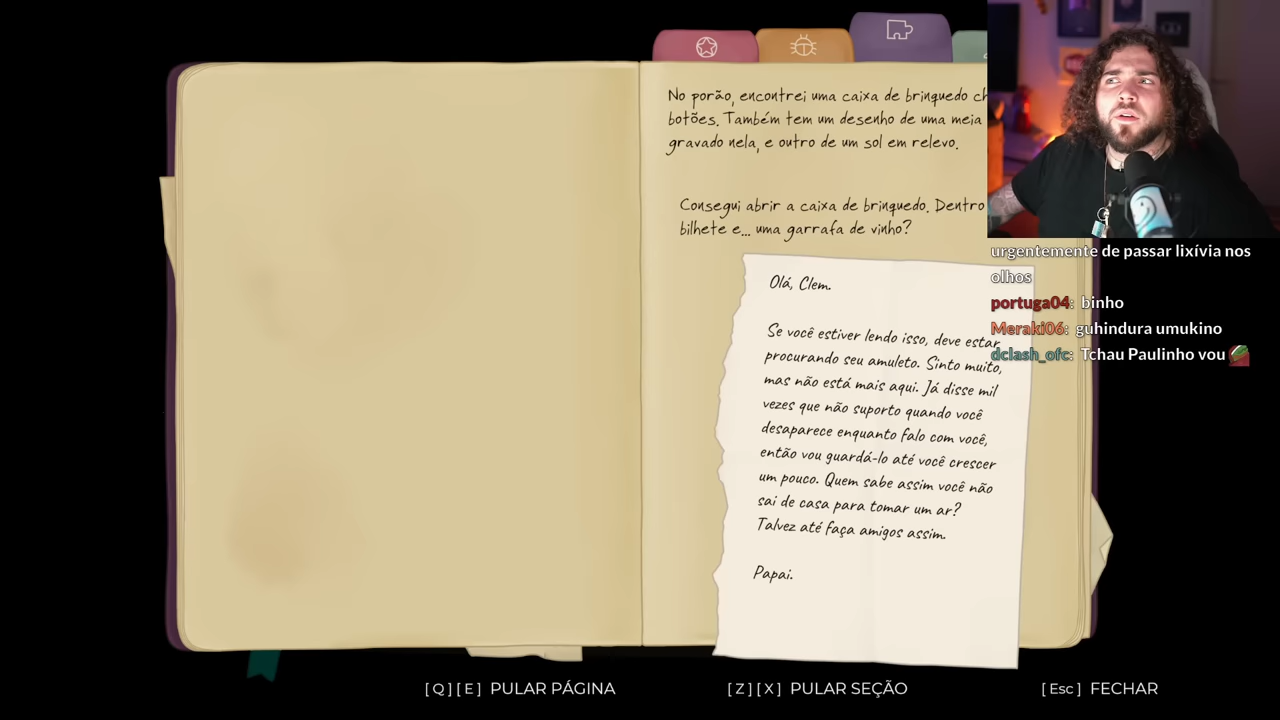 No porão, encontrei uma caixa de brinquedo
botões. Também tem um desenho de uma meia
gravado nela, e outro de um sol em relevo.
Consegui abrir a caixa de brinquedo. Dentro
bilhete e... uma garrafa de vinho?
Olá, Clem.
Se você estiver lendo isso, deve estar
procurando seu amuleto. Sinto muito,
mas não está mais aqui. Já disse mil
vezes que não suporto quando você
desaparece enquanto falo com você,
então vou guardá-lo até você crescer
um pouco. Quem sabe assim você não
sai de casa para tomar um ar?
Talvez até faça amigos assim.
Papai.
urgentemente de passar lixívia nos
olhos
portuga04: binho
Meraki06: guhindura umukino
dclash_ofc: Tchau Paulinho vou
[Q][E] PULAR PÁGINA
[Z][X] PULAR SEÇÃO
[Esc] FECHAR